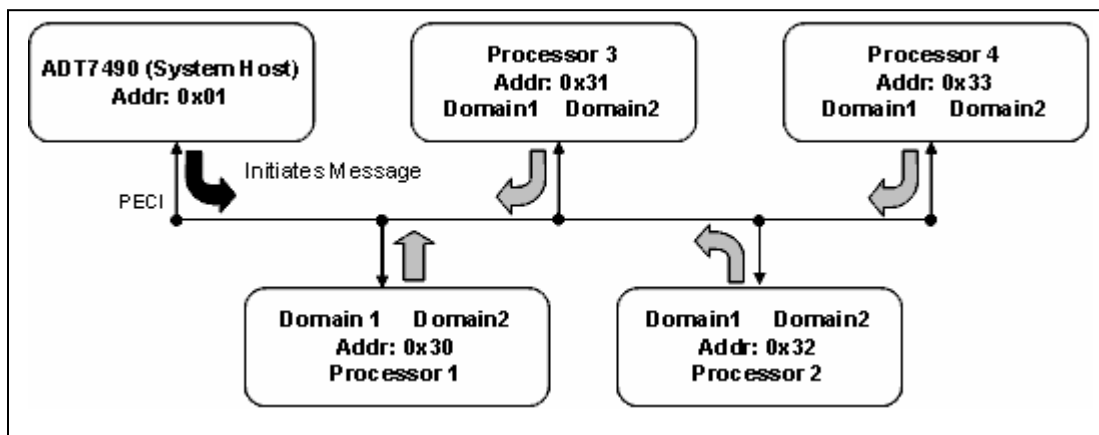 ADT7490 (System Host)
Addr: 0x01
Processor 3
Addr: 0x31
Domain1 Domain2
Processor 4
Addr: 0x33
Domain1 Domain2
Initiates Message
PECI
Domain 1 Domain2
Addr: 0x30
Processor 1
Domain1 Domain2
Addr: 0x32
Processor 2